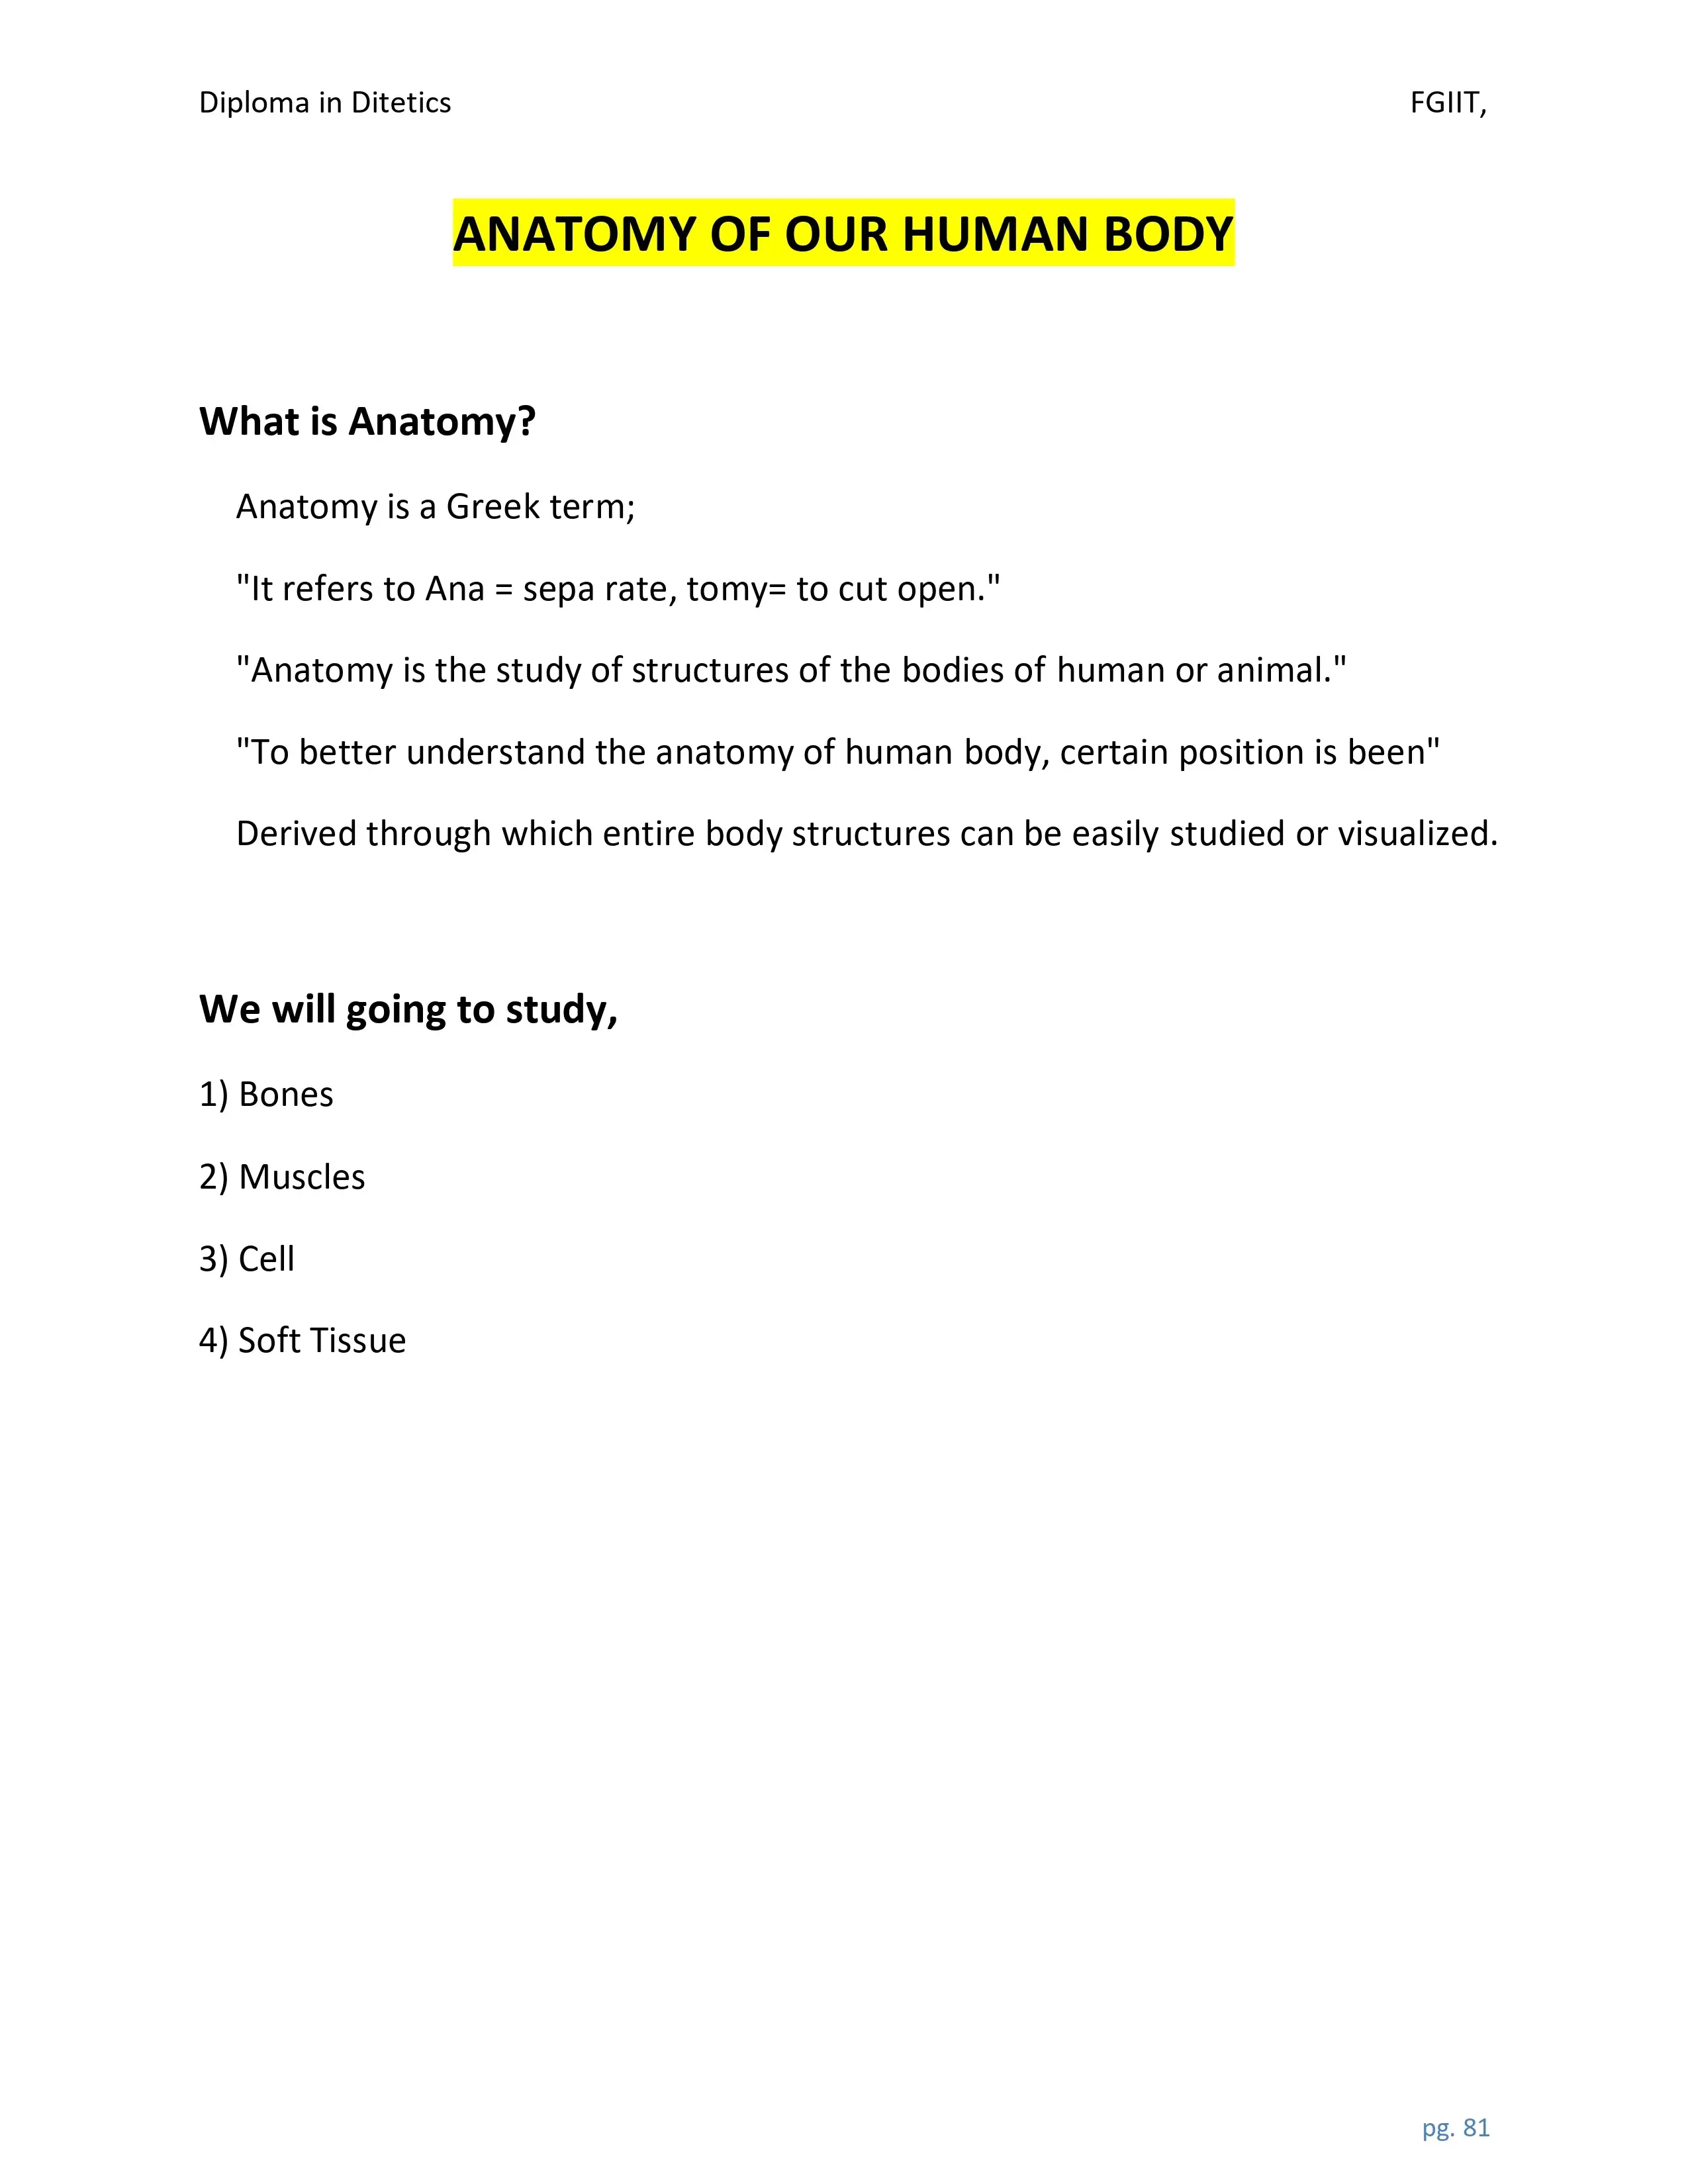 Diploma in Ditetics FGIIT,
ANATOMY OF OUR HUMAN BODY
What is Anatomy?
Anatomy is a Greek term;
"It refers to Ana = sepa rate, tomy= to cut open."
"Anatomy is the study of structures of the bodies of human or animal."
"To better understand the anatomy of human body, certain position is been"
Derived through which entire body structures can be easily studied or visualized.
We will going to study,
1) Bones
2) Muscles
3) Cell
4) Soft Tissue
pg. 81